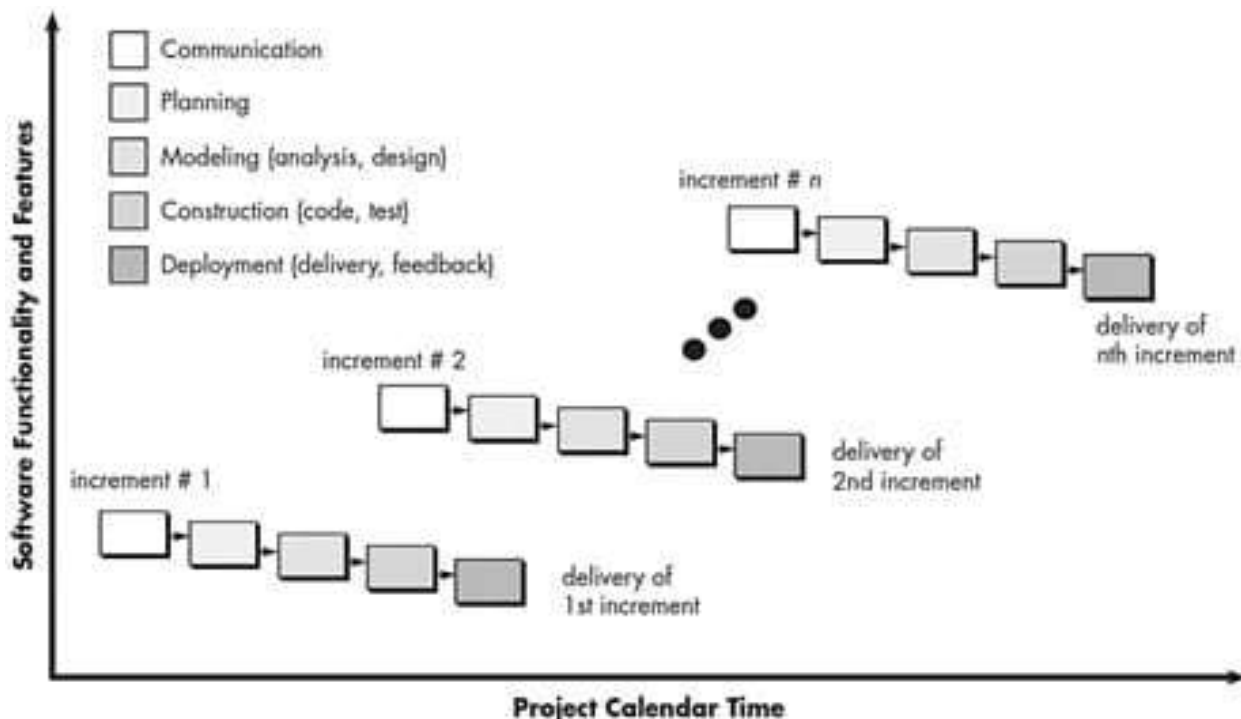 Software Functionality and Features
Communication
Planning
Modeling (analysis, design)
Construction (code, test)
Deployment (delivery, feedback)
increment # n
delivery of
nth increment
increment # 2
delivery of
2nd increment
increment # 1
delivery of
1st increment
Project Calendar Time